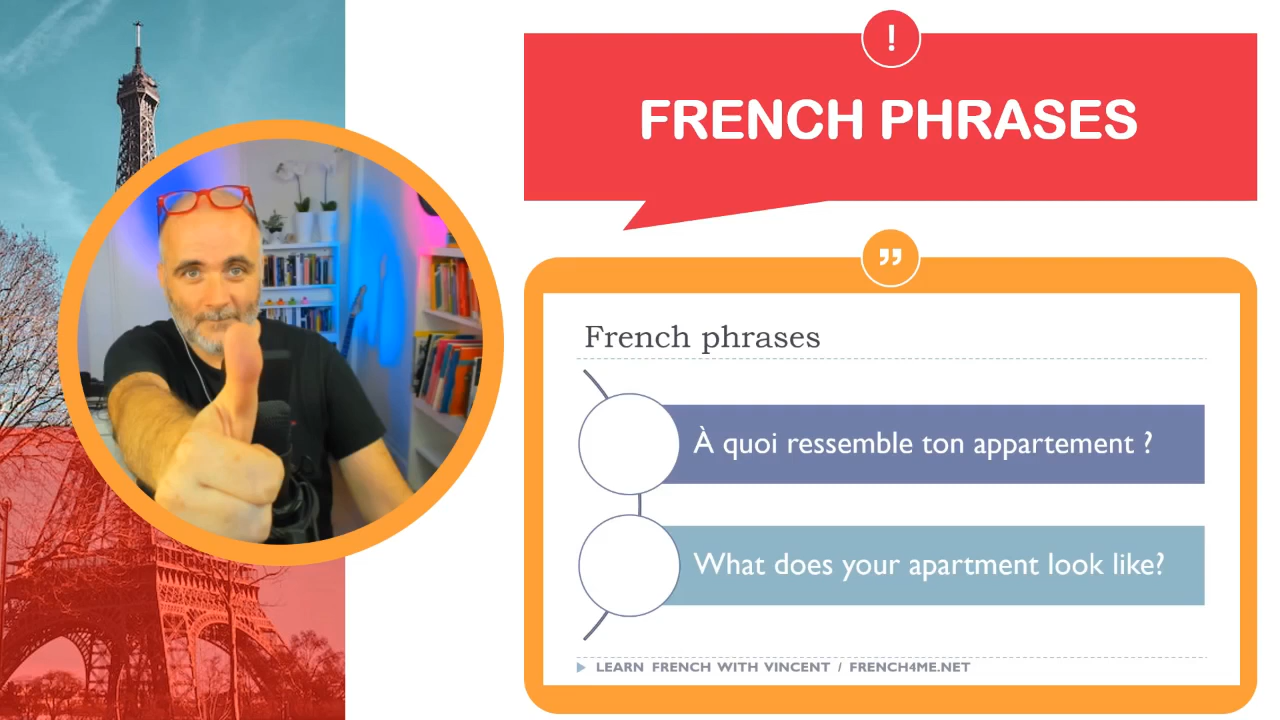 !
FRENCH PHRASES
”
French phrases
À quoi ressemble ton appartement ?
What does your apartment look like?
LEARN FRENCH WITH VINCENT / FRENCH4ME.NET